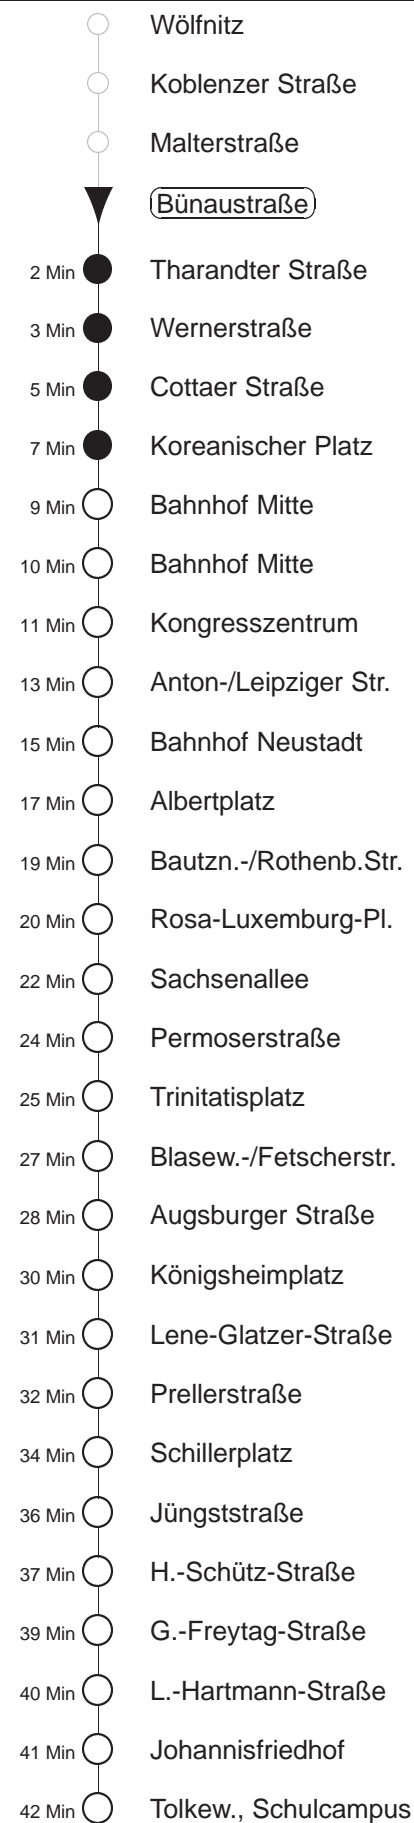 Wölfnitz
Koblenzer Straße
Malterstraße
Bünaustraße
2 Min Tharandter Straße
3 Min Wernerstraße
5 Min Cottaer Straße
7 Min Koreanischer Platz
9 Min Bahnhof Mitte
10 Min Bahnhof Mitte
11 Min Kongresszentrum
13 Min Anton-/Leipziger Str.
15 Min Bahnhof Neustadt
17 Min Albertplatz
19 Min Bautzn.-/Rothenb.Str.
20 Min Rosa-Luxemburg-Pl.
22 Min Sachsenallee
24 Min Permoserstraße
25 Min Trinitatisplatz
27 Min Blasew.-/Fetscherstr.
28 Min Augsburger Straße
30 Min Königsheimplatz
31 Min Lene-Glatzer-Straße
32 Min Prellerstraße
34 Min Schillerplatz
36 Min Jüngststraße
37 Min H.-Schütz-Straße
39 Min G.-Freytag-Straße
40 Min L.-Hartmann-Straße
41 Min Johannisfriedhof
42 Min Tolkew., Schulcampus